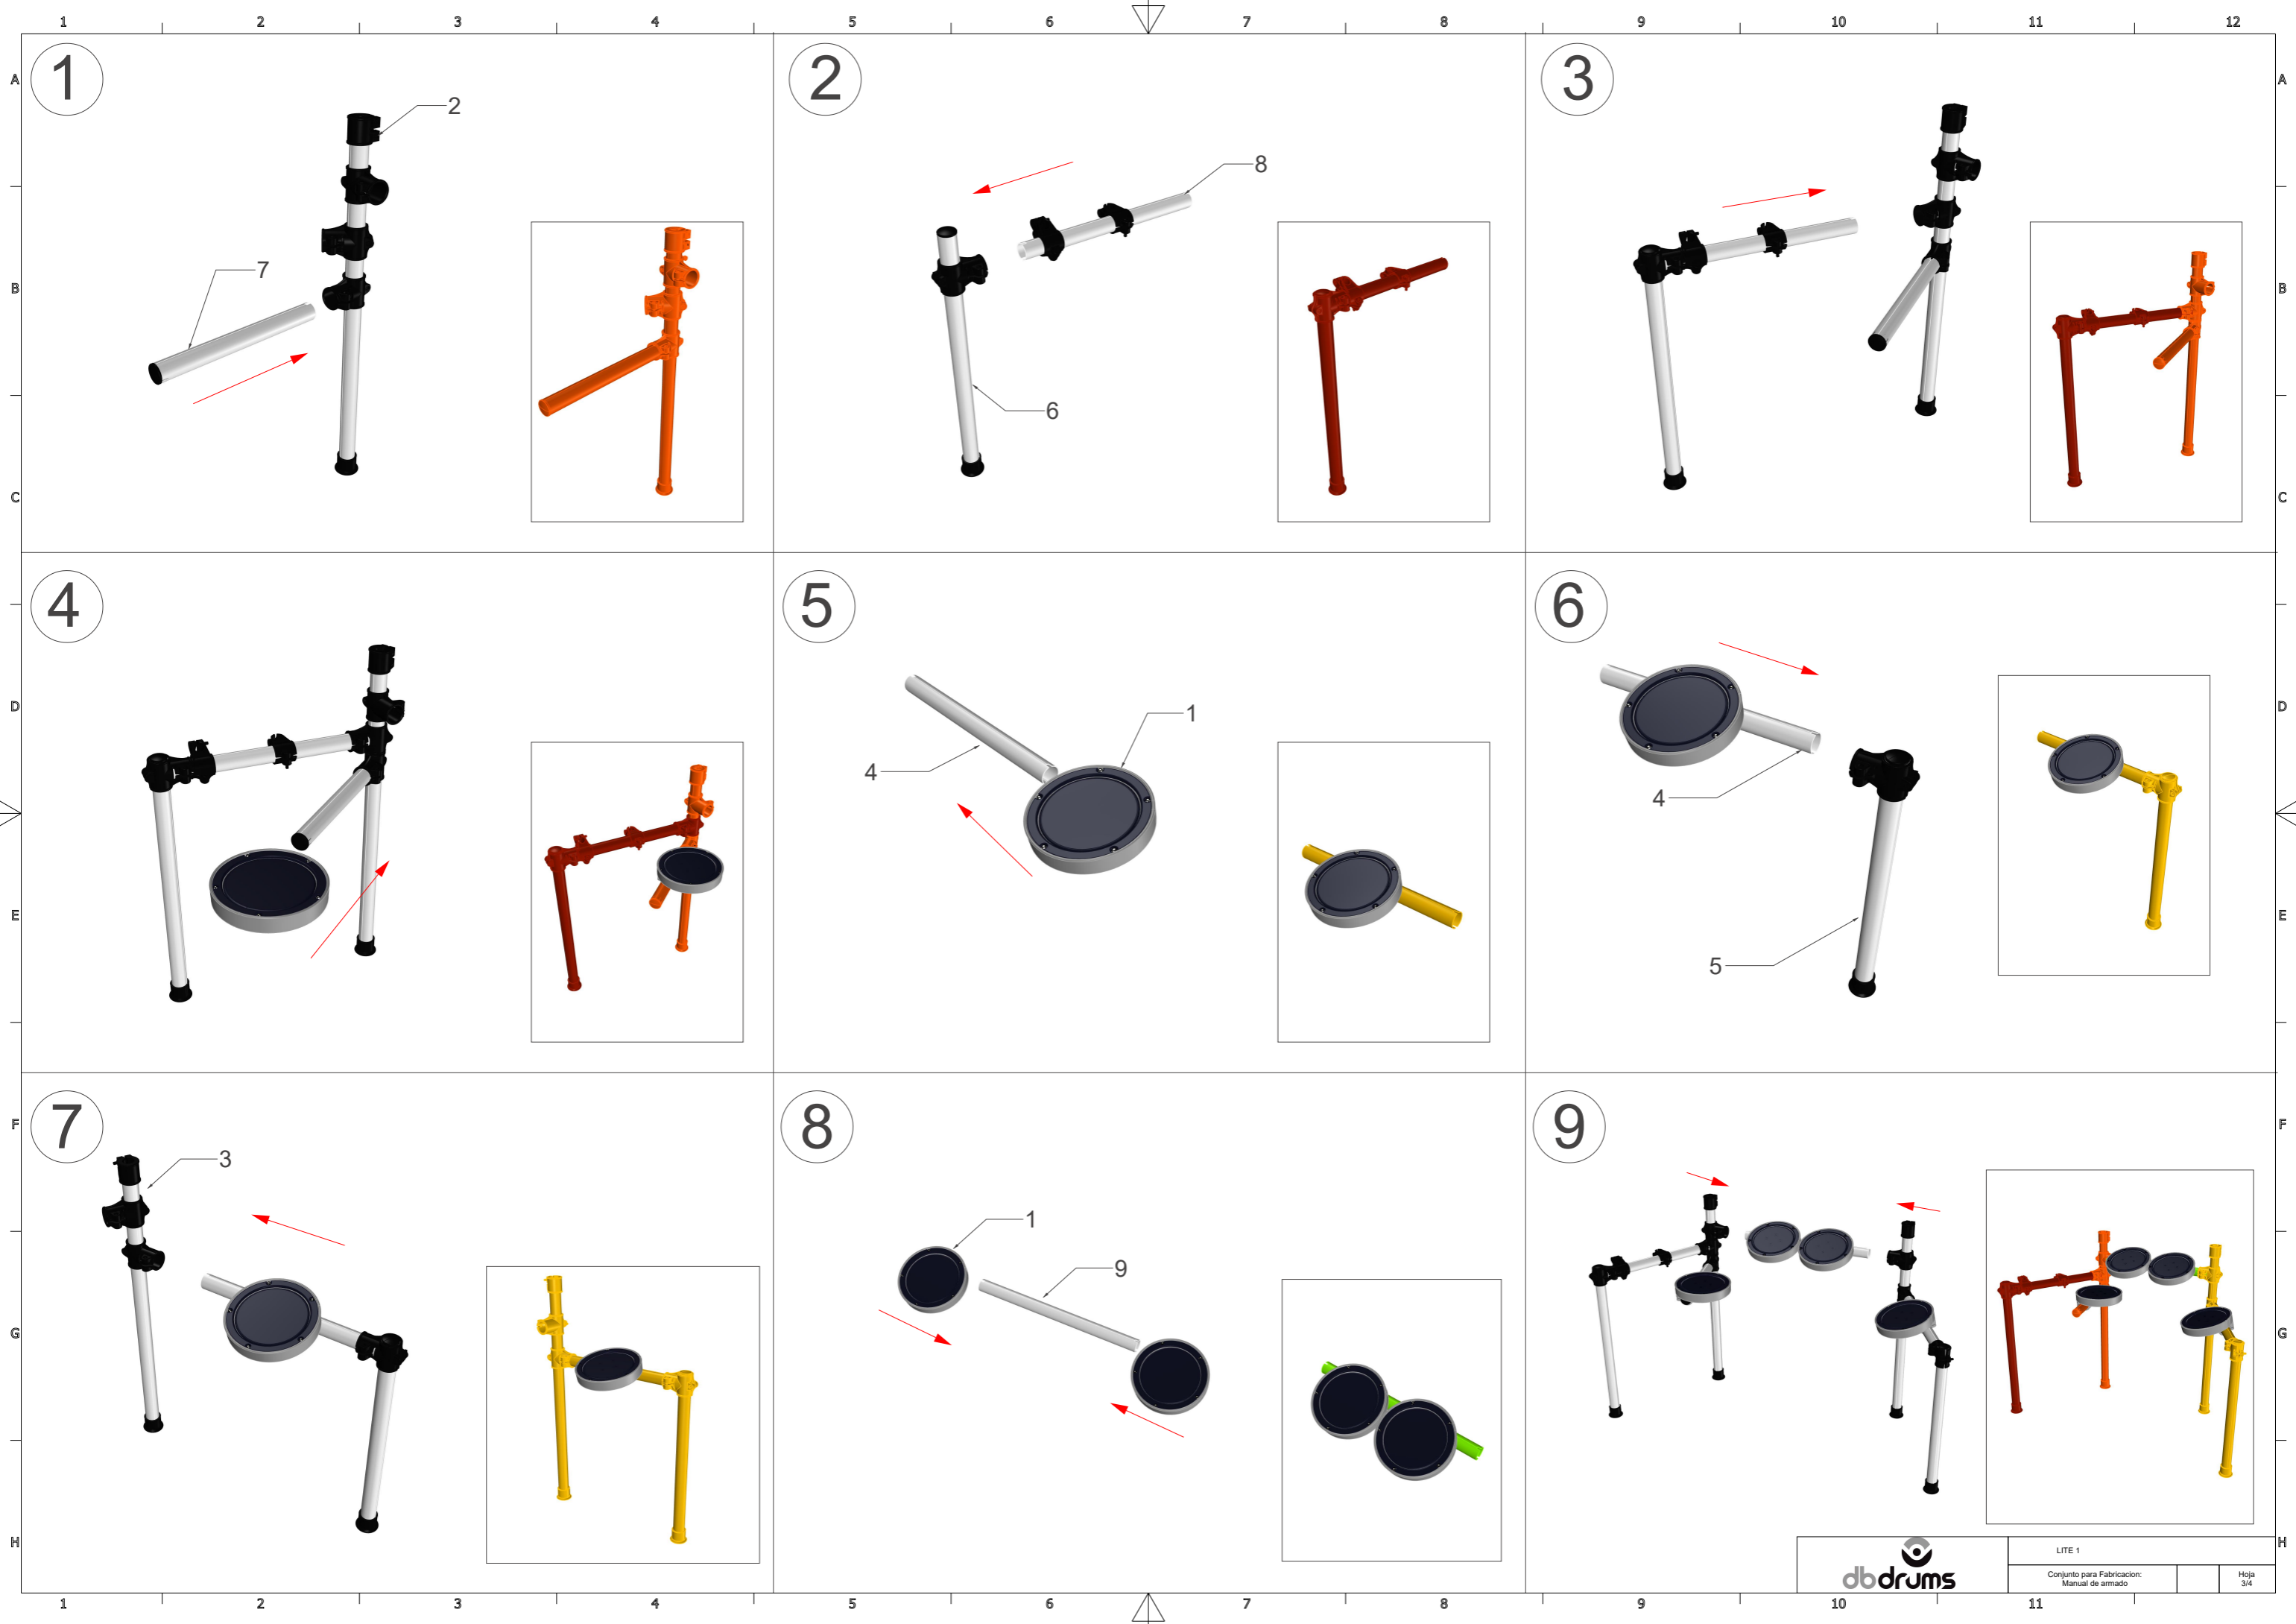 1 2 3 4 5 6 7 8 9 10 11 12
A A
B B
C C
D D
E E
F F
G G
H H
1
2
7
2
8
6
3
4
5
1
4
6
4
5
7
3
8
1
9
9
dbdrums
LITE 1
Conjunto para Fabricacion:
Manual de armado
Hoja
3/4
1 2 3 4 5 6 7 8 9 10 11